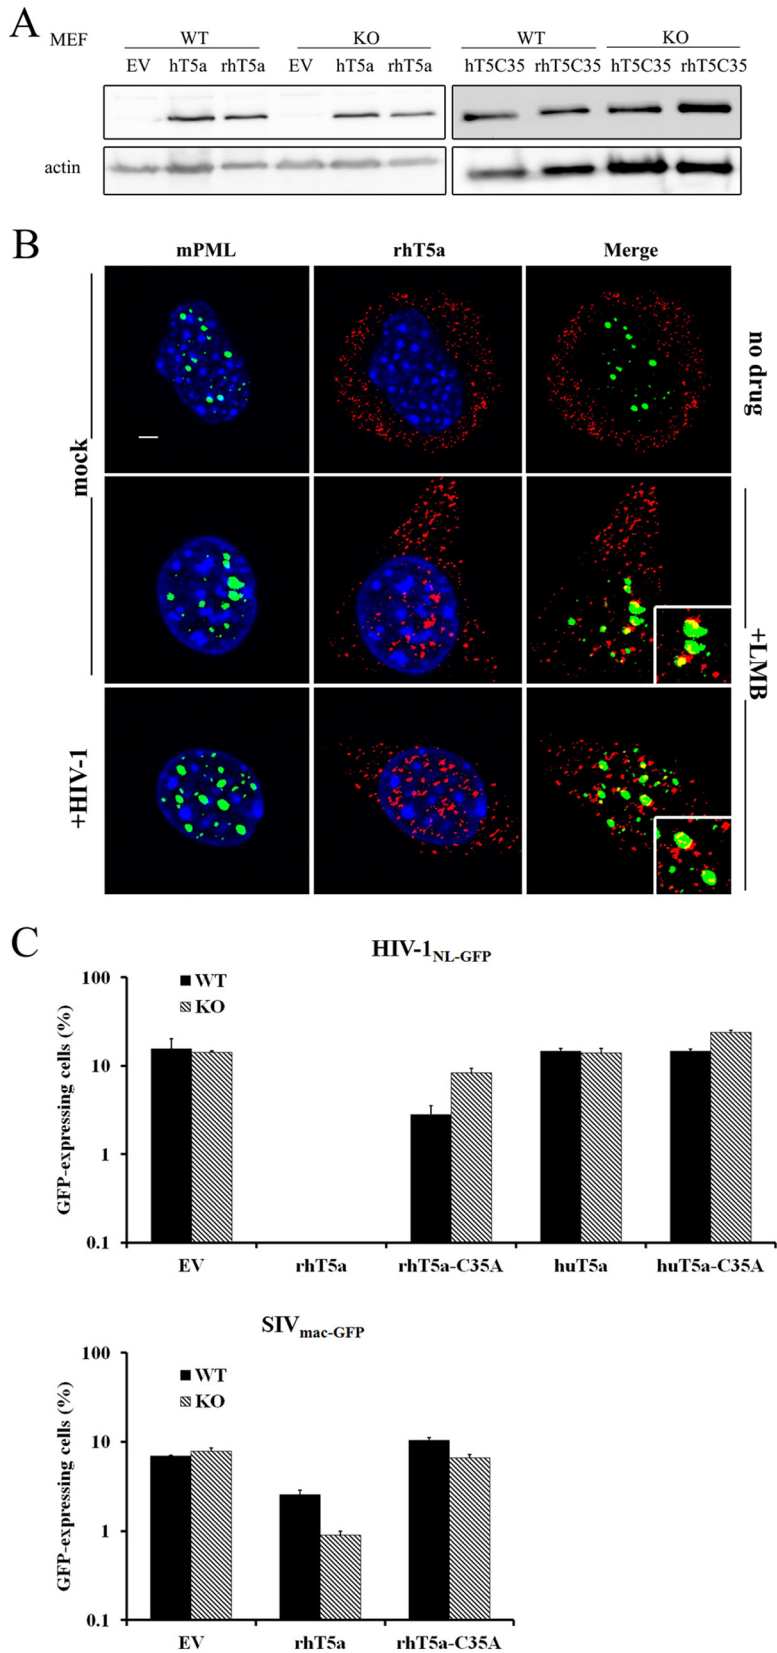 A
MEF WT KO WT KO
EV hT5a rhT5a EV hT5a rhT5a hT5C35 rhT5C35 hT5C35 rhT5C35
actin
B
mPML rhT5a Merge
mock
no drug
+LMB
+HIV-1
C
HIV-1NL-GFP
GFP-expressing cells (%)
100
10
1
0.1
WT
KO
EV rhT5a rhT5a-C35A huT5a huT5a-C35A
SIVmac-GFP
GFP-expressing cells (%)
100
10
1
0.1
WT
KO
EV rhT5a rhT5a-C35A